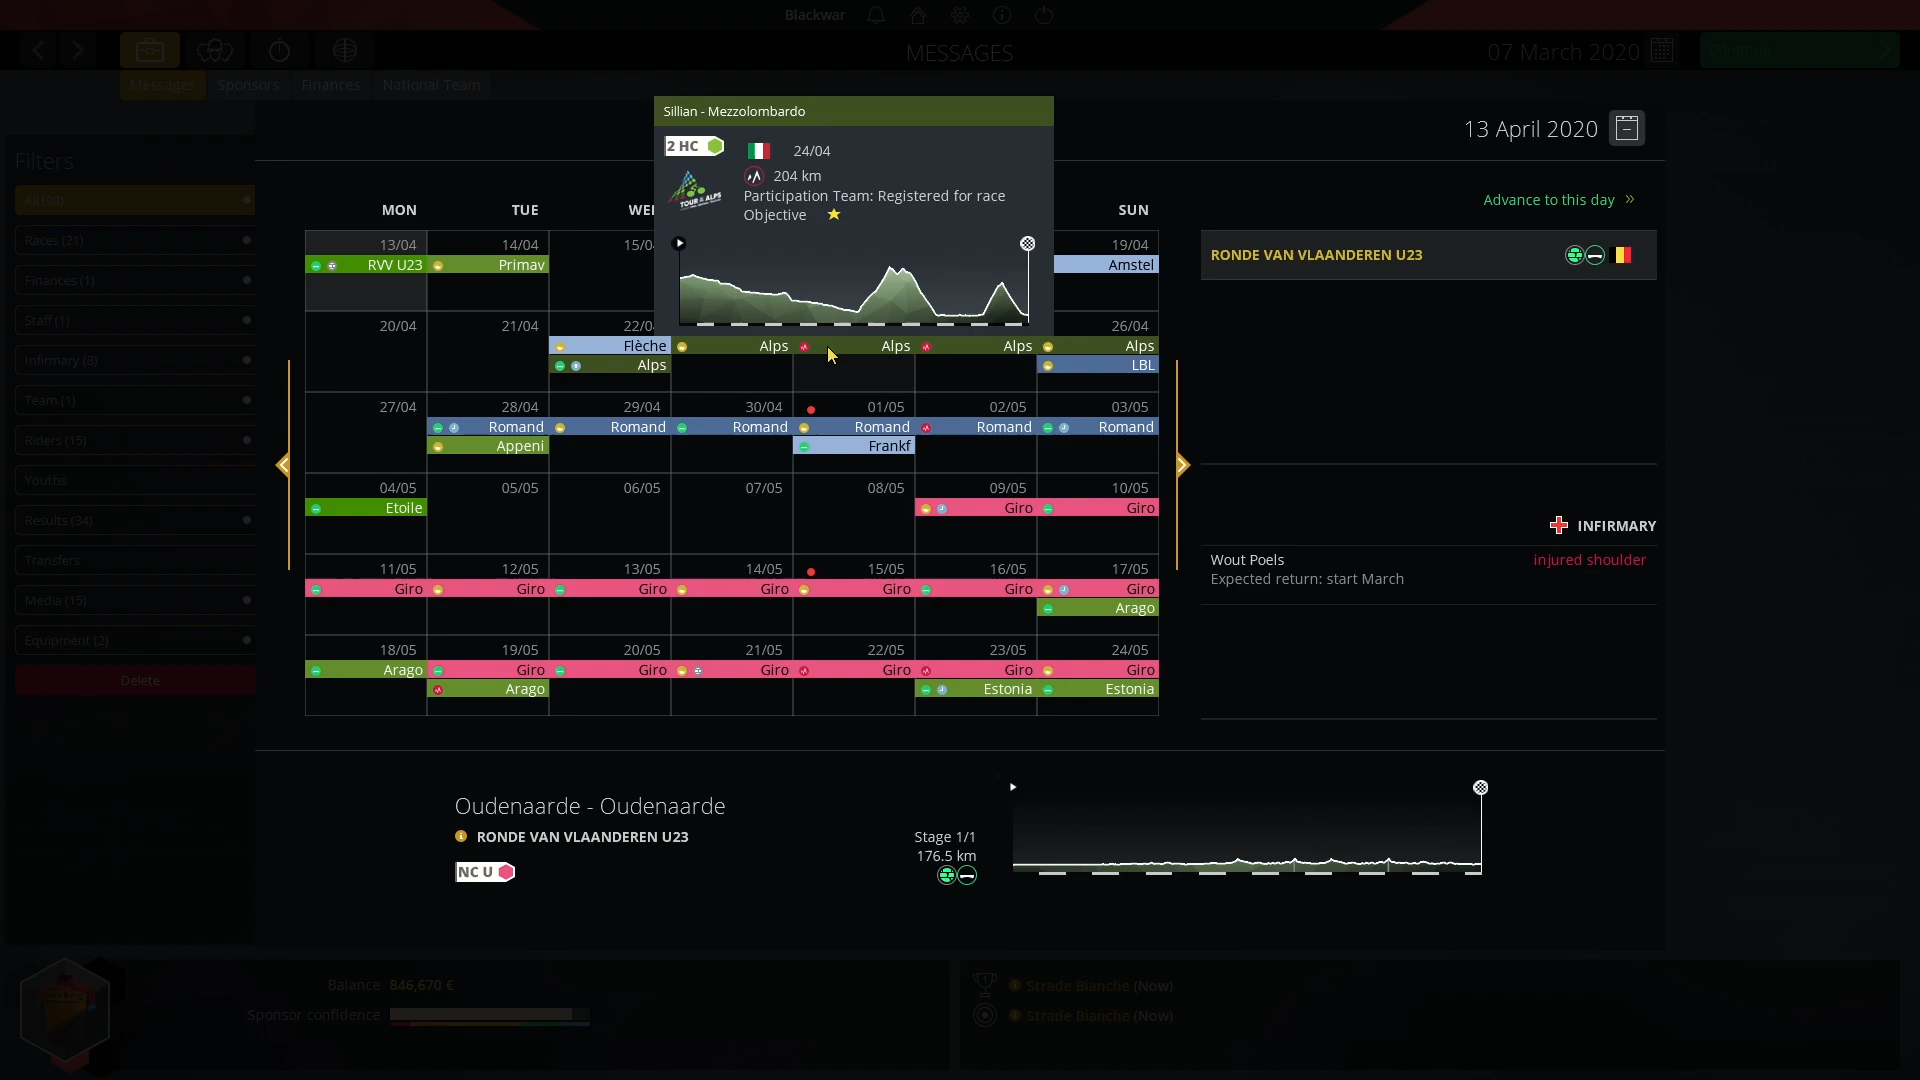 Blackwar
MESSAGES
07 March 2020
Messages
Sponsors
Finances
National Team
Sillian - Mezzolombardo
2 HC
24/04
204 km
TOUR of the ALPS
Participation Team: Registered for race
Objective
13 April 2020
Advance to this day
Filters
All (98)
Races (21)
Finances (1)
Staff (1)
Infirmary (8)
Team (1)
Riders (15)
Youths
Results (34)
Transfers
Media (15)
Equipment (2)
Delete
MON TUE WE SUN
13/04 14/04 15/0 19/04
RVV U23 Primav Amstel
20/04 21/04 22/0 26/04
Flèche Alps Alps Alps Alps
Alps LBL
27/04 28/04 29/04 30/04 01/05 02/05 03/05
Romand Romand Romand Romand Romand Romand
Appeni Frankf
04/05 05/05 06/05 07/05 08/05 09/05 10/05
Etoile Giro Giro
11/05 12/05 13/05 14/05 15/05 16/05 17/05
Giro Giro Giro Giro Giro Giro Giro
Arago
18/05 19/05 20/05 21/05 22/05 23/05 24/05
Arago Giro Giro Giro Giro Giro Giro
Arago Estonia Estonia
RONDE VAN VLAANDEREN U23
INFIRMARY
Wout Poels
injured shoulder
Expected return: start March
Oudenaarde - Oudenaarde
RONDE VAN VLAANDEREN U23
NC U
Stage 1/1
176.5 km
Balance 846,670 €
Sponsor confidence
Strade Bianche (Now)
Strade Bianche (Now)